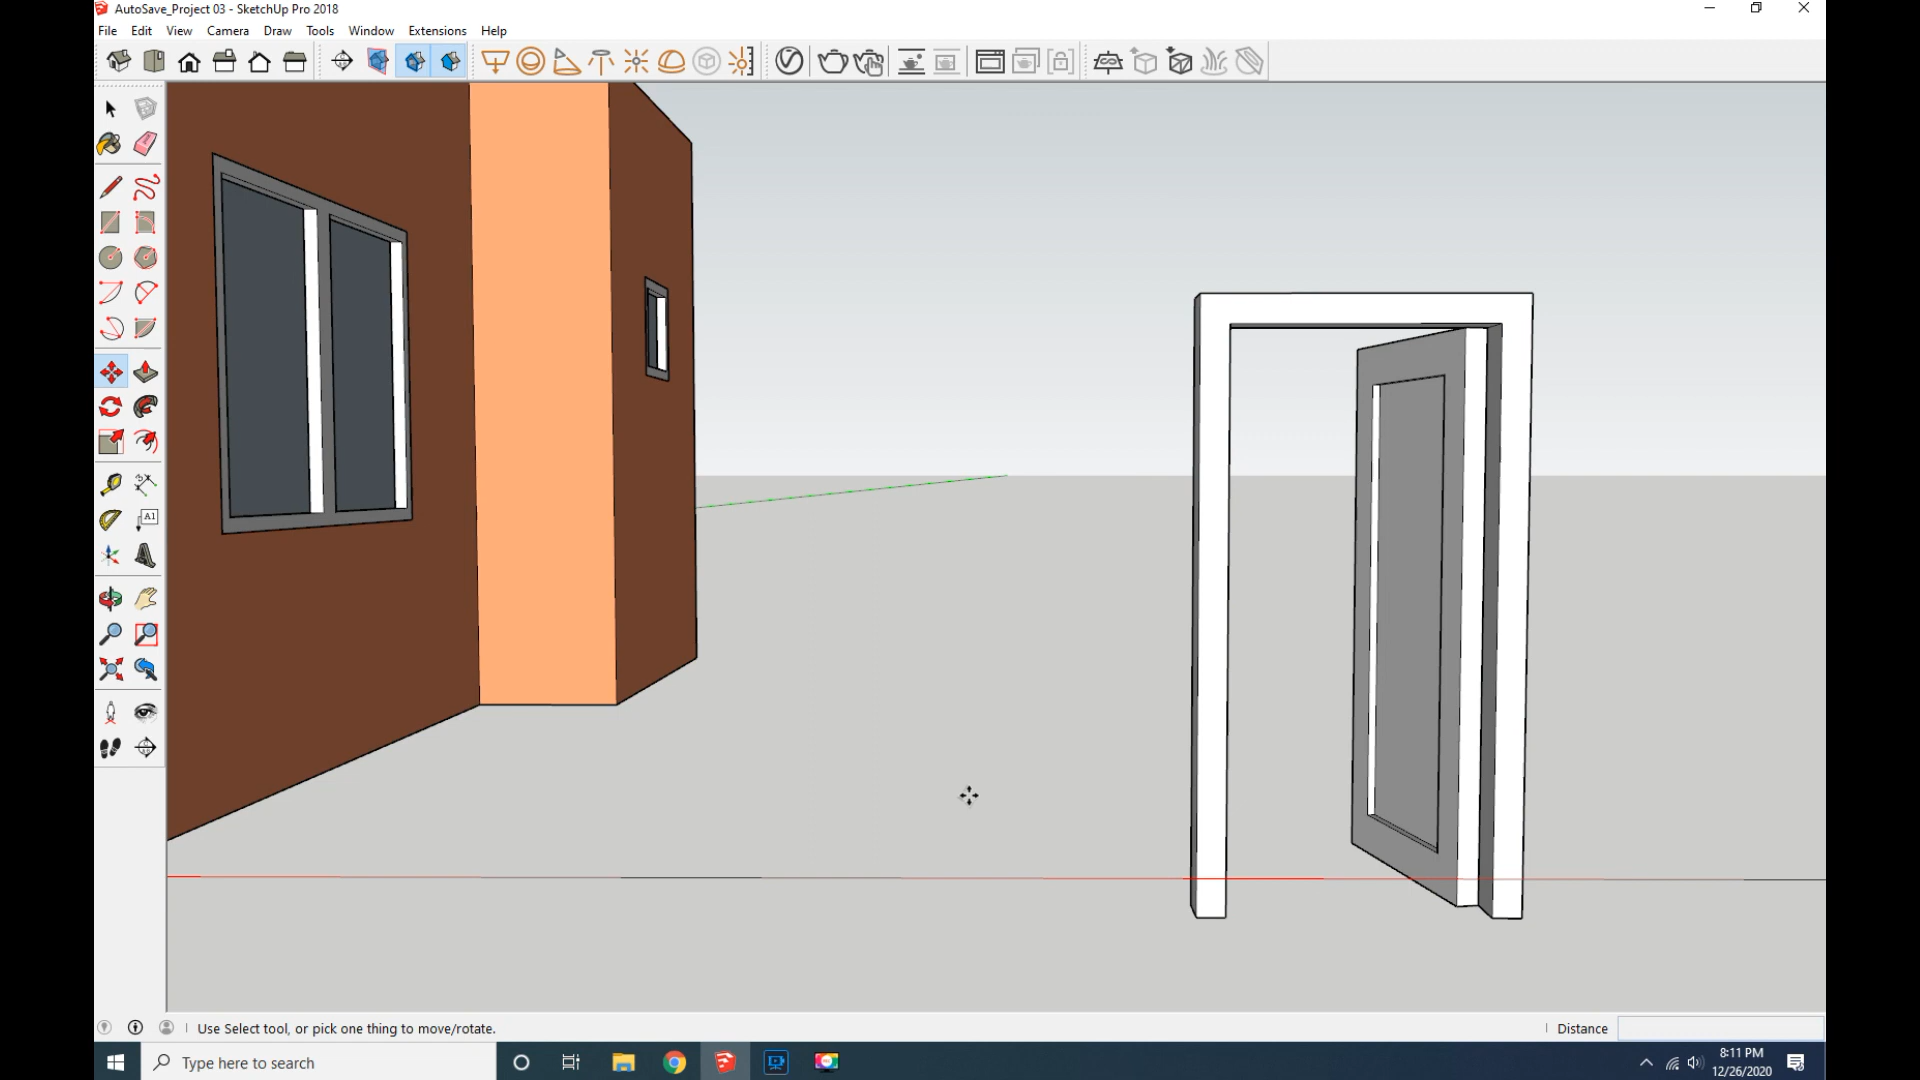 AutoSave_Project 03 - SketchUp Pro 2018
File Edit View Camera Draw Tools Window Extensions Help
A1
Use Select tool, or pick one thing to move/rotate.
Distance
Type here to search
8:11 PM
12/26/2020